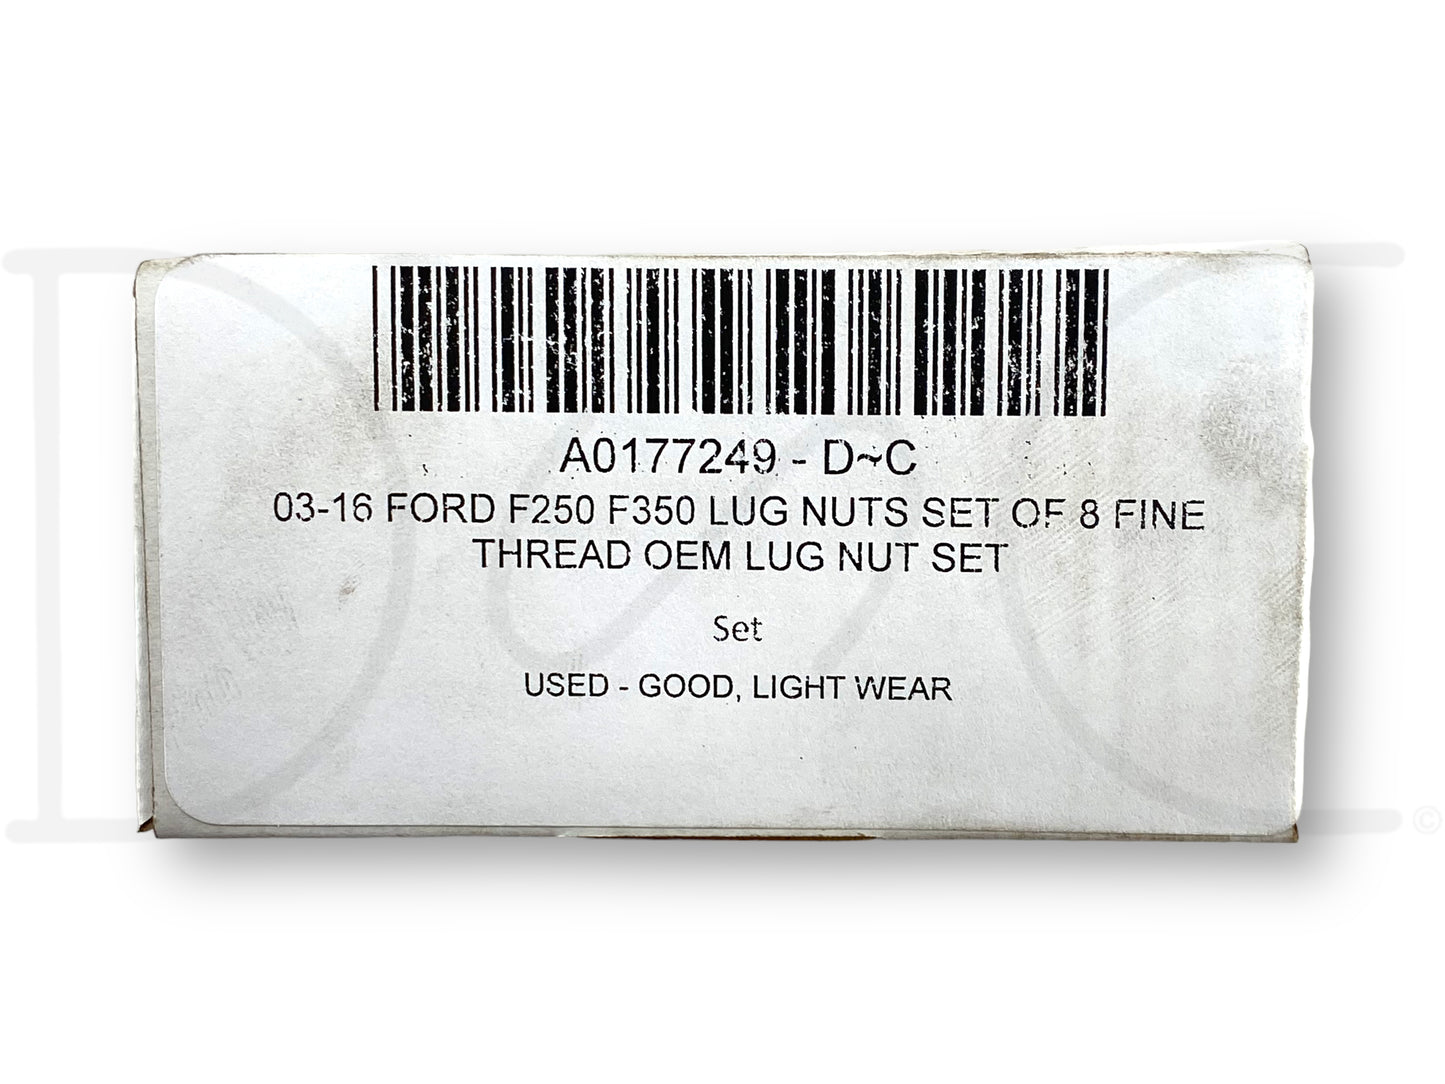 A0177249 - D~C
03-16 FORD F250 F350 LUG NUTS SET OF 8 FINE
THREAD OEM LUG NUT SET
Set
USED - GOOD, LIGHT WEAR
D&C
©